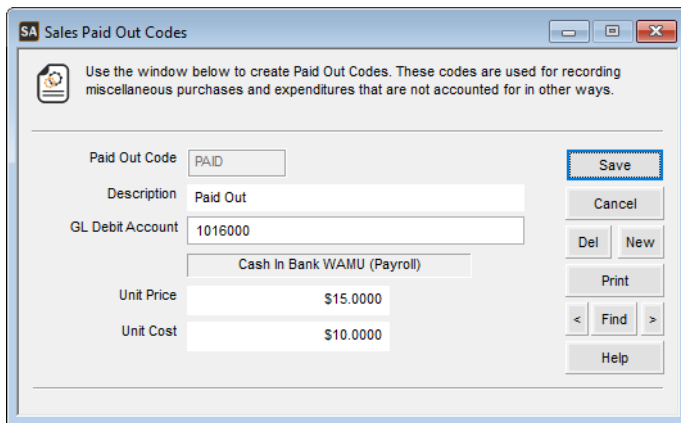 SA Sales Paid Out Codes
Use the window below to create Paid Out Codes. These codes are used for recording
miscellaneous purchases and expenditures that are not accounted for in other ways.
Paid Out Code PAID
Save
Description Paid Out
Cancel
GL Debit Account 1016000
Del New
Cash In Bank WAMU (Payroll)
Print
Unit Price $15.0000
< Find >
Unit Cost $10.0000
Help